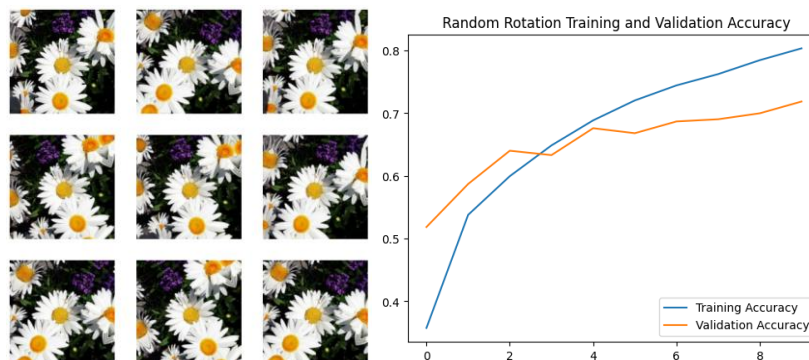 Random Rotation Training and Validation Accuracy
0.8
0.7
0.6
0.5
0.4
Training Accuracy
Validation Accuracy
0 2 4 6 8